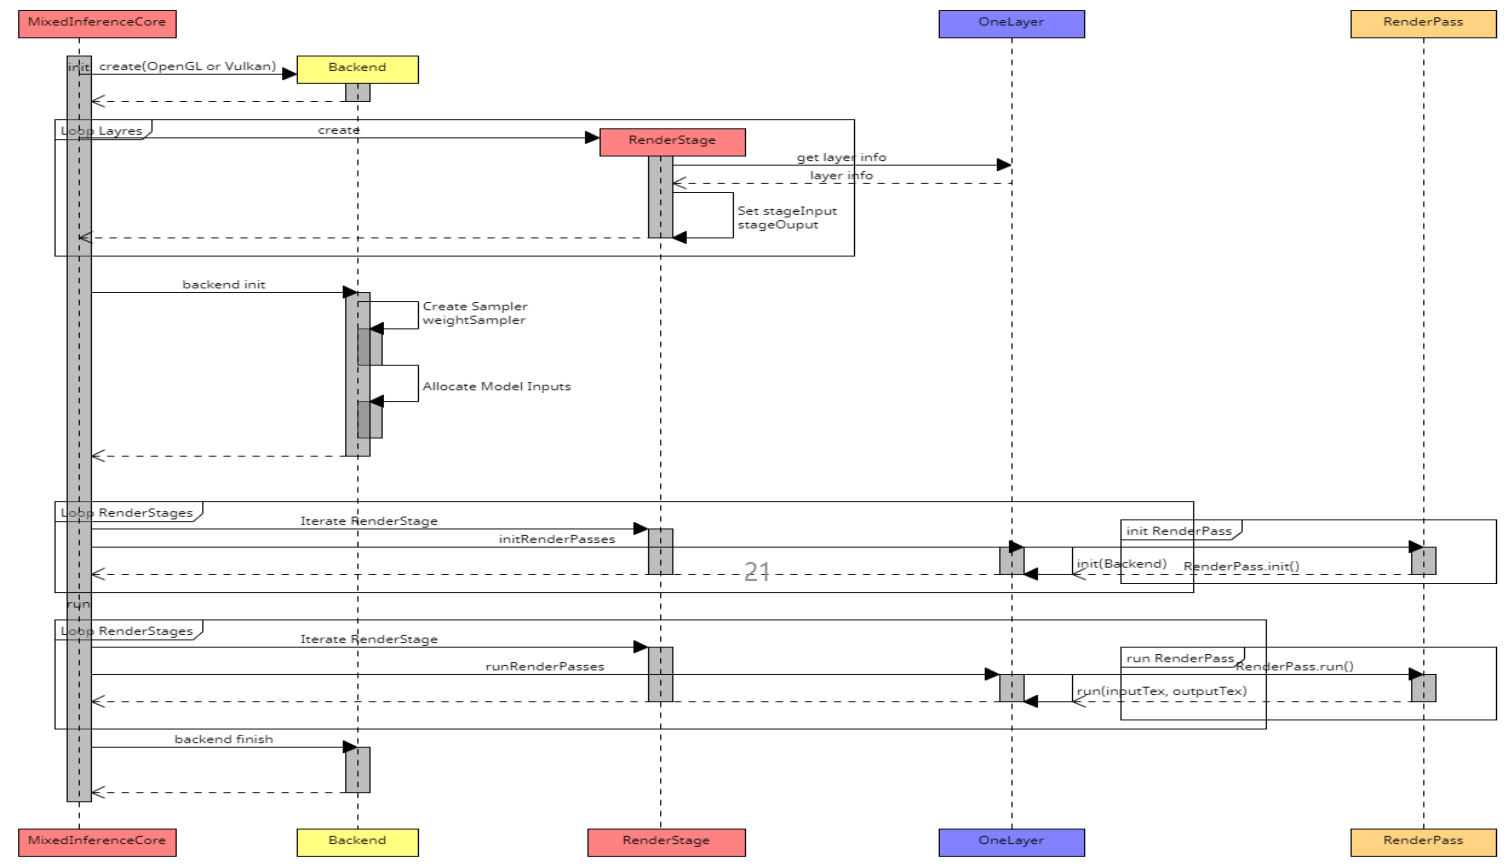 MixedInferenceCore
OneLayer
RenderPass
init
create(OpenGL or Vulkan)
Backend
Loop Layres
create
RenderStage
get layer info
layer info
Set stageInput
stageOuput
backend init
Create Sampler
weightSampler
Allocate Model Inputs
Loop RenderStages
Iterate RenderStage
init RenderPass
initRenderPasses
init(Backend)
RenderPass.init()
21
run
Loop RenderStages
Iterate RenderStage
run RenderPass
RenderPass.run()
runRenderPasses
run(inputTex, outputTex)
backend finish
MixedInferenceCore
Backend
RenderStage
OneLayer
RenderPass